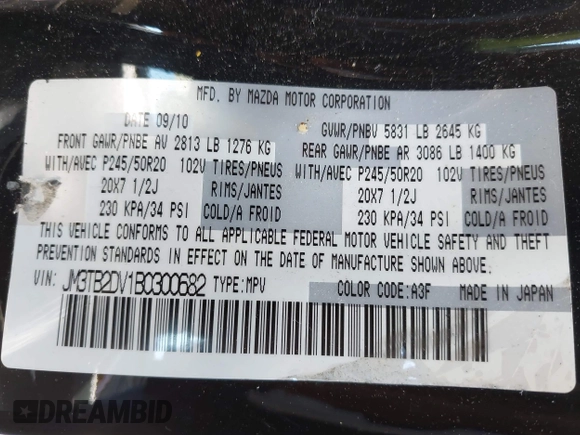 MFD. BY MAZDA MOTOR CORPORATION
DATE 09/10 GVWR/PNBV 5831 LB 2645 KG
FRONT GAWR/PNBE AV 2813 LB 1276 KG REAR GAWR/PNBE AR 3086 LB 1400 KG
WITH/AVEC P245/50R20 102V TIRES/PNEUS WITH/AVEC P245/50R20 102V TIRES/PNEUS
20X7 1/2J RIMS/JANTES 20X7 1/2J RIMS/JANTES
230 KPA/34 PSI COLD/A FROID 230 KPA/34 PSI COLD/A FROID
THIS VEHICLE CONFORMS TO ALL APPLICABLE FEDERAL MOTOR VEHICLE SAFETY AND THEFT
PREVENTION STANDARDS IN EFFECT ON THE DATE OF MANUFACTURE SHOWN ABOVE.
VIN: JM3TB2DV1B0300682 TYPE: MPV COLOR CODE: A3F MADE IN JAPAN
DREAMBID